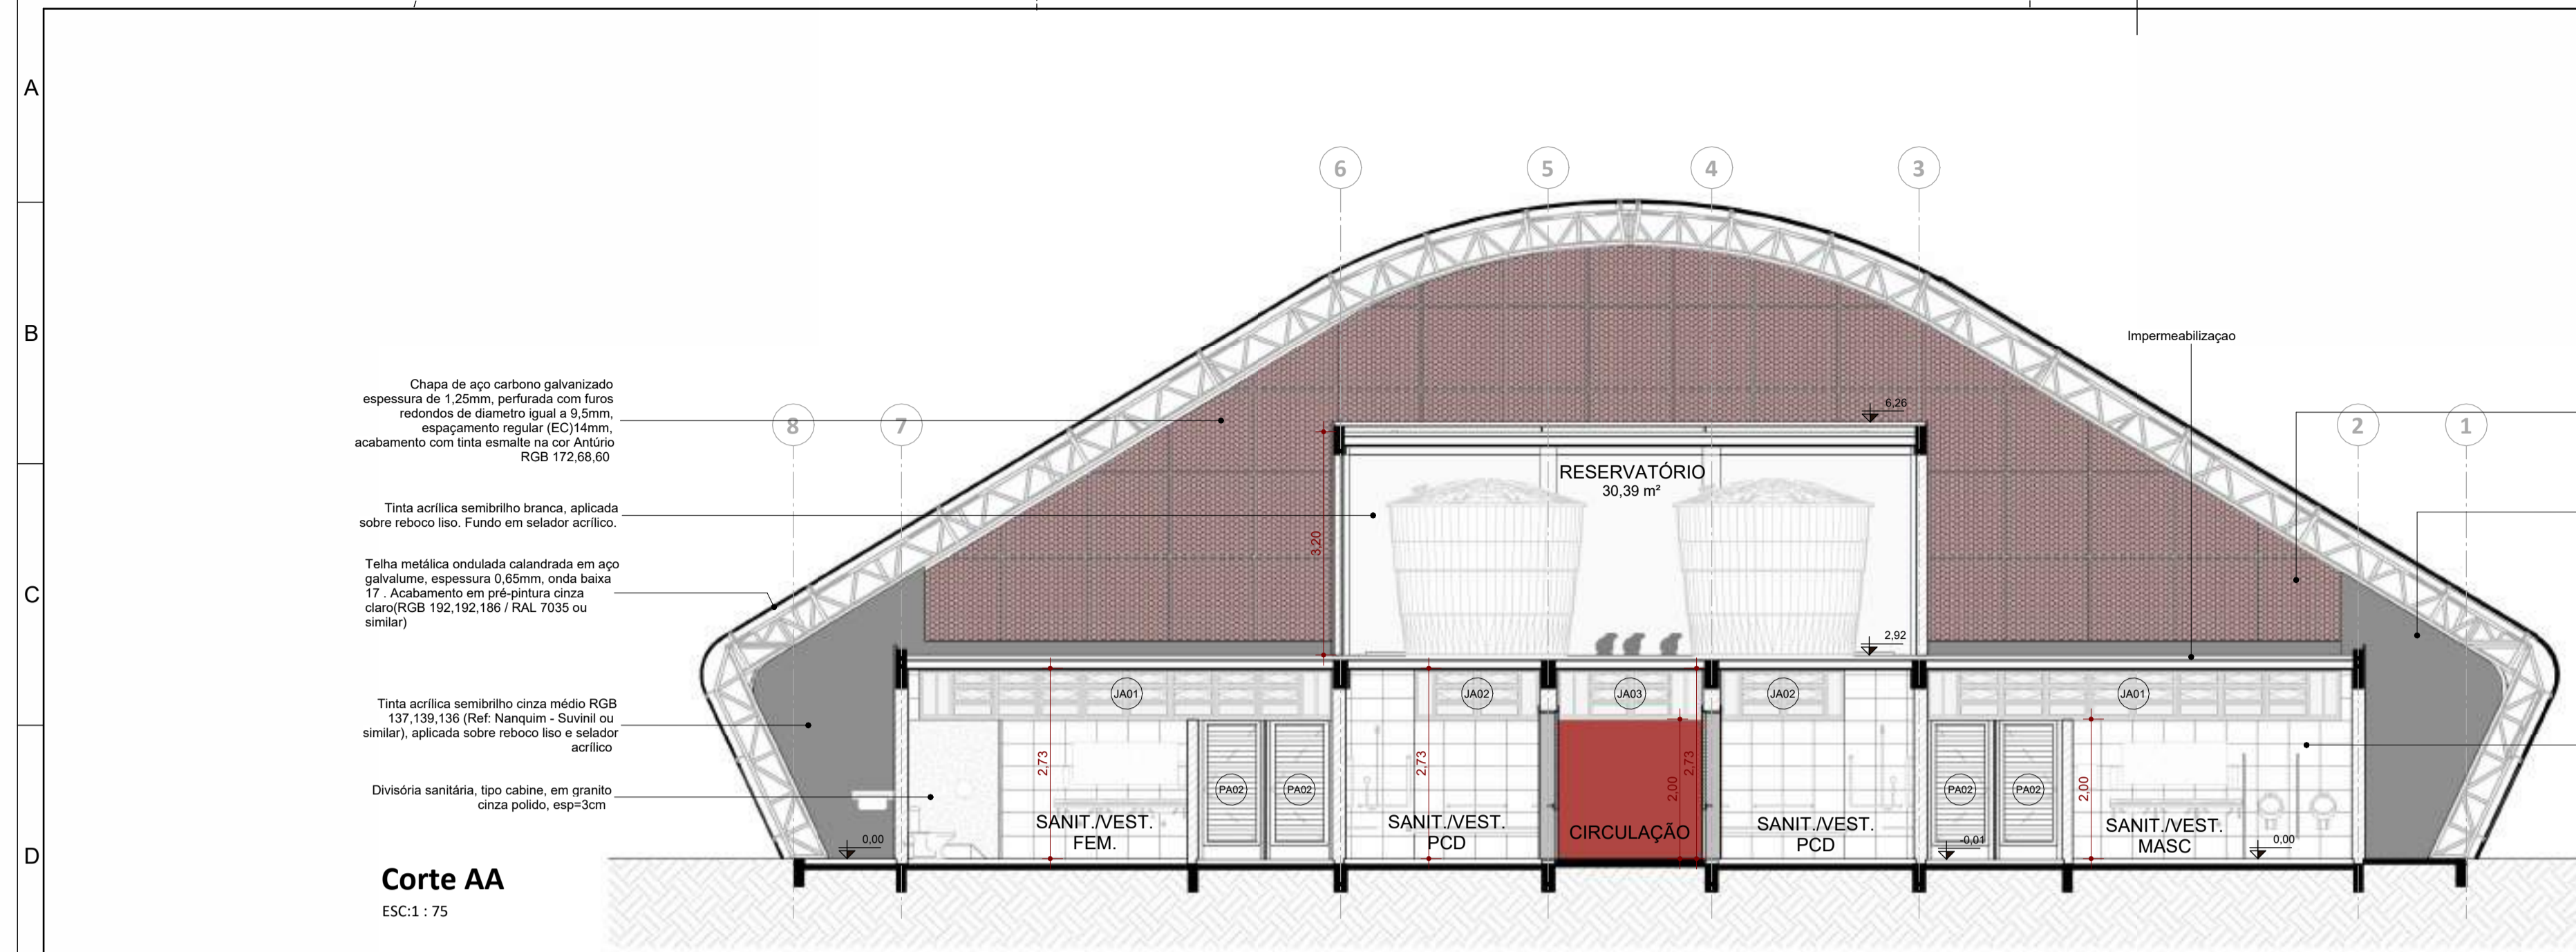 A
B
C
D
6
5
4
3
8
7
2
1
Impermeabilizaçao
Chapa de aço carbono galvanizado
espessura de 1,25mm, perfurada com furos
redondos de diametro igual a 9,5mm,
espaçamento regular (EC)14mm,
acabamento com tinta esmalte na cor Antúrio
RGB 172,68,60
Tinta acrílica semibrilho branca, aplicada
sobre reboco liso. Fundo em selador acrílico.
Telha metálica ondulada calandrada em aço
galvalume, espessura 0,65mm, onda baixa
17 . Acabamento em pré-pintura cinza
claro(RGB 192,192,186 / RAL 7035 ou
similar)
Tinta acrílica semibrilho cinza médio RGB
137,139,136 (Ref: Nanquim - Suvinil ou
similar), aplicada sobre reboco liso e selador
acrílico
Divisória sanitária, tipo cabine, em granito
cinza polido, esp=3cm
6,26
RESERVATÓRIO
30,39 m²
3,20
2,92
JA01
JA02
JA03
JA02
JA01
2,73
2,73
2,00
2,73
2,00
PA02
PA02
PA02
PA02
SANIT./VEST.
FEM.
SANIT./VEST.
PCD
CIRCULAÇÃO
SANIT./VEST.
PCD
SANIT./VEST.
MASC
0,00
-0,01
0,00
Corte AA
ESC:1 : 75